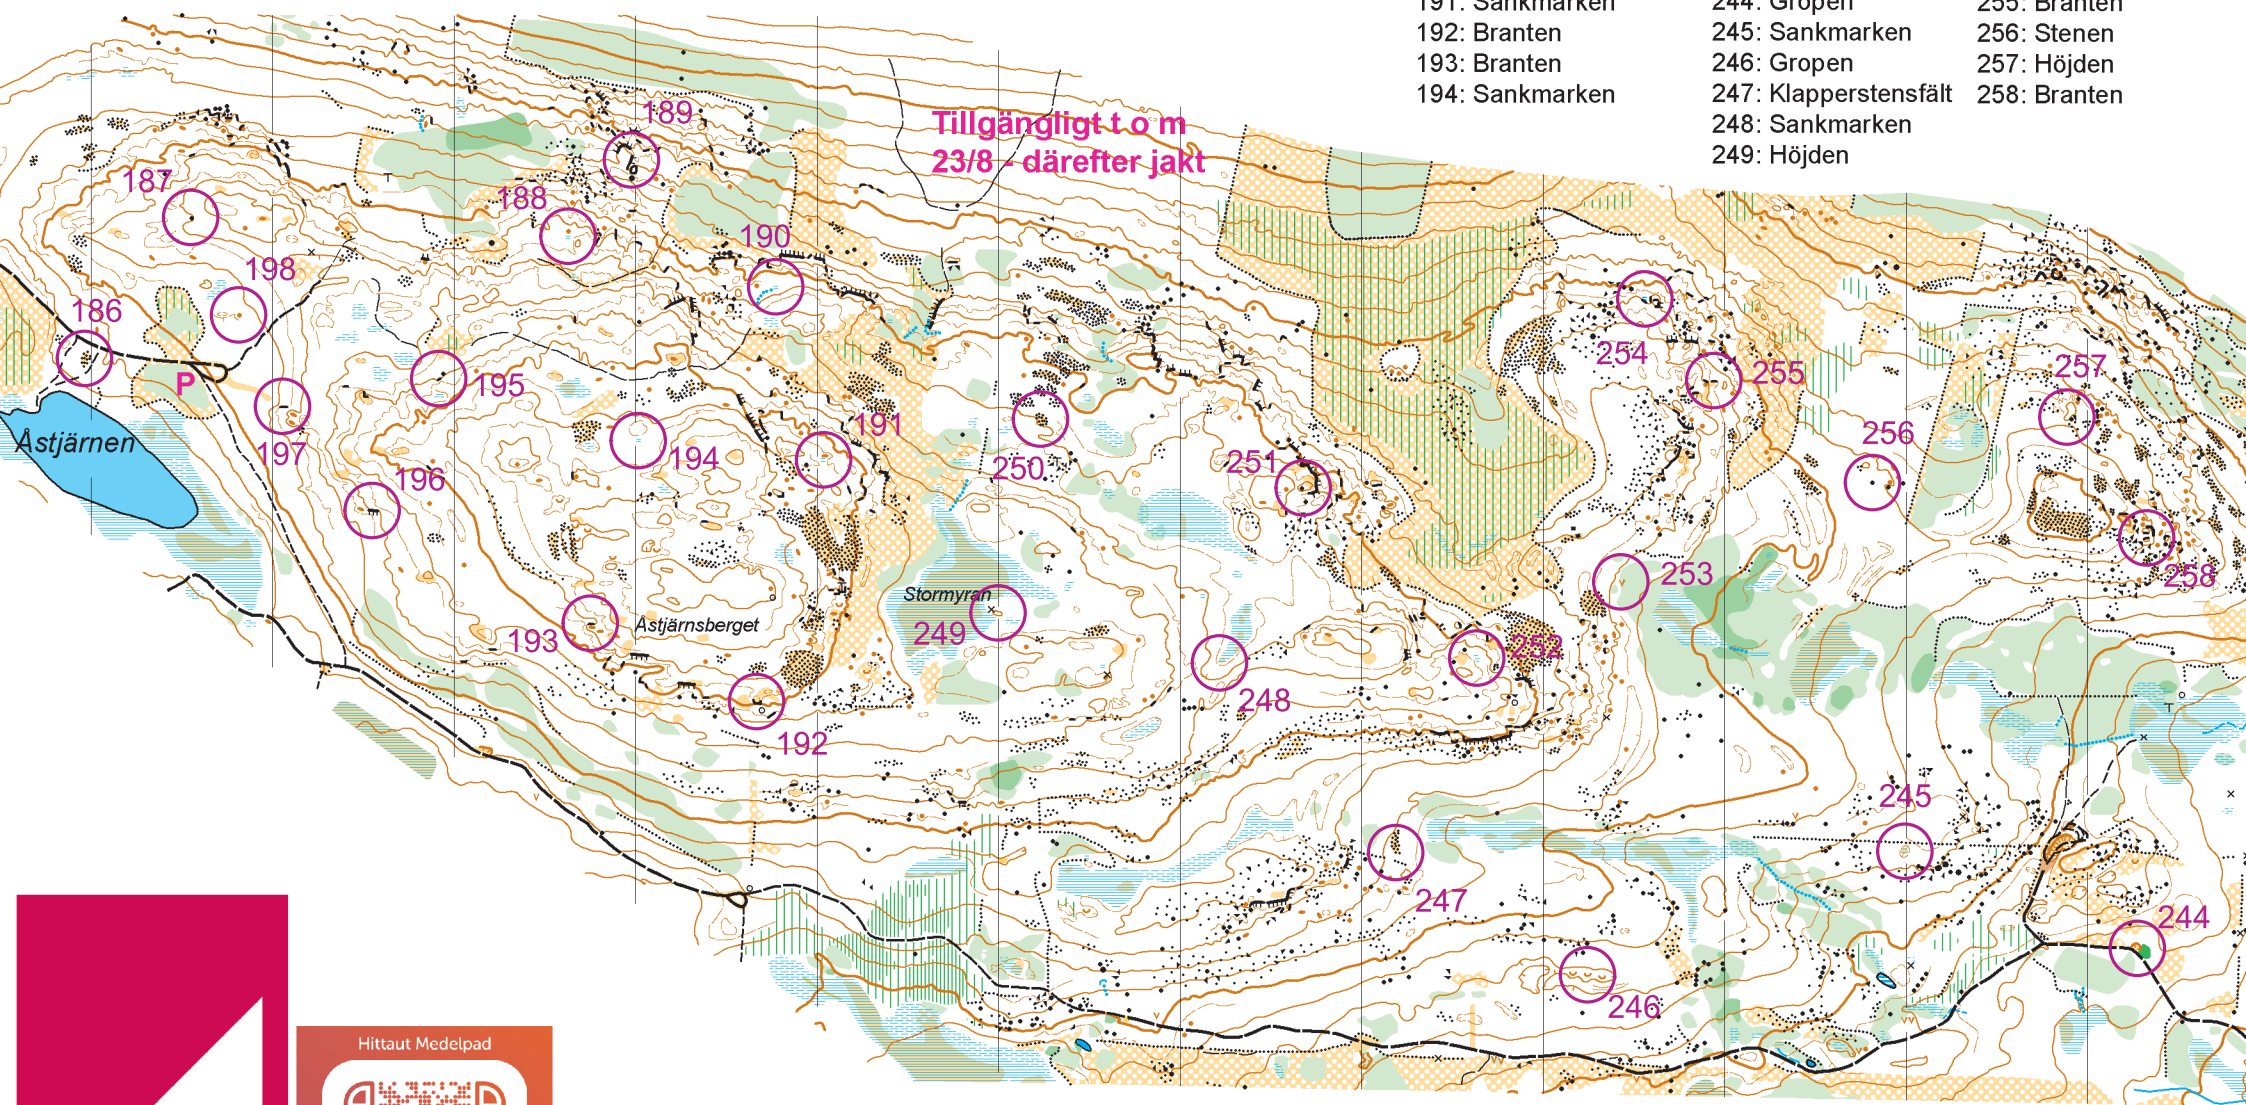 191: Sankmarken
192: Branten
193: Branten
194: Sankmarken
244: Gropen
245: Sankmarken
246: Gropen
247: Klapperstensfält
248: Sankmarken
249: Höjden
255: Branten
256: Stenen
257: Höjden
258: Branten
Tillgängligt t o m
23/8 - därefter jakt
189
187
188
190
198
186
P
195
Åstjärnen
197
196
194
191
250
251
254
255
257
256
258
253
Stormyran
249
193
Åstjärnsberget
192
248
252
245
247
244
246
Hittaut Medelpad